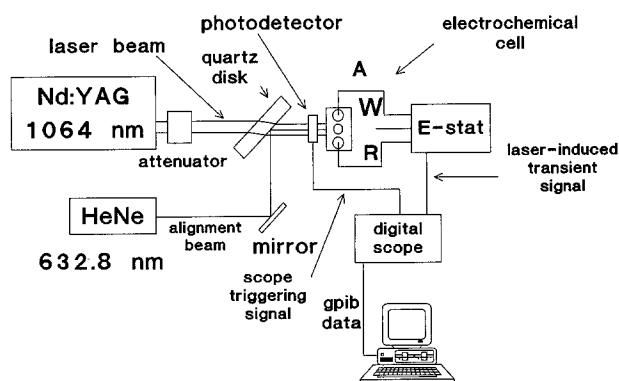 photodetector
electrochemical
cell
laser beam
quartz
disk
Nd:YAG
1064 nm
attenuator
A
W
R
E-stat
laser-induced
transient
signal
HeNe
alignment
beam
632.8 nm
mirror
digital
scope
scope
triggering
signal
gpib
data